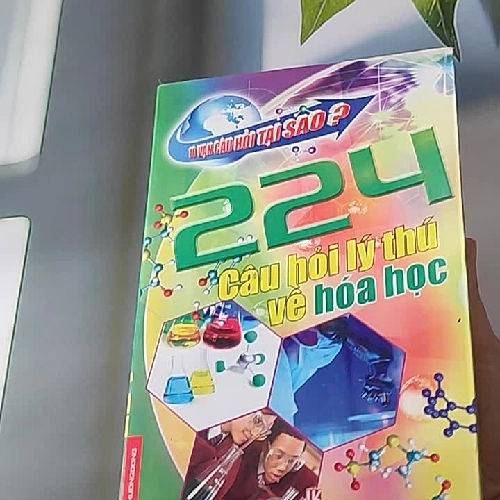 10 VẠN CÂU HỎI TẠI SAO?
224
Câu hỏi lý thú
về hóa học